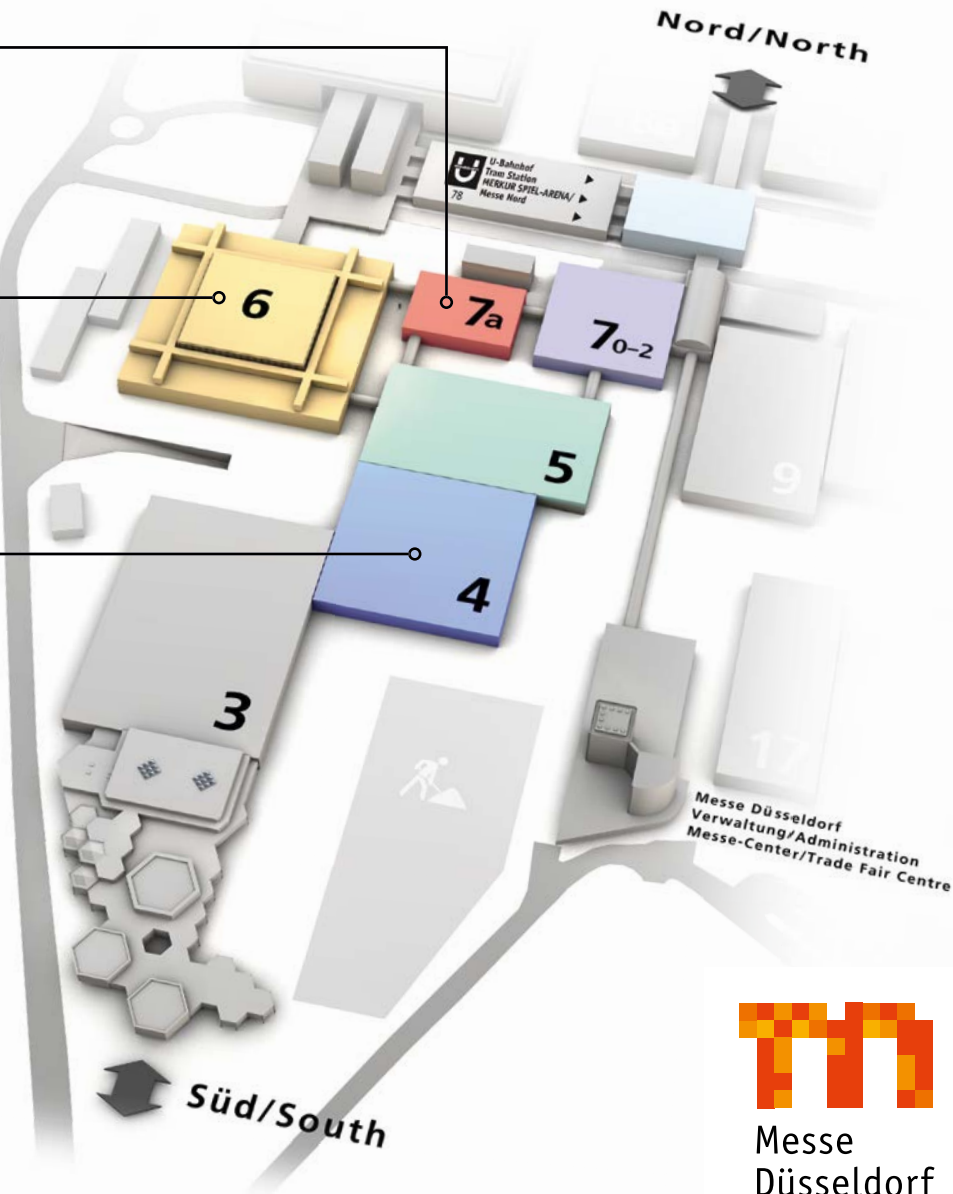 Nord/North
U
78
U-Bahnhof
Tram Station
MERKUR SPIEL-ARENA/
Messe Nord
6
7a
70–2
5
9
4
3
17
Messe Düsseldorf
Verwaltung/Administration
Messe-Center/Trade Fair Centre
Süd/South
Messe
Düsseldorf